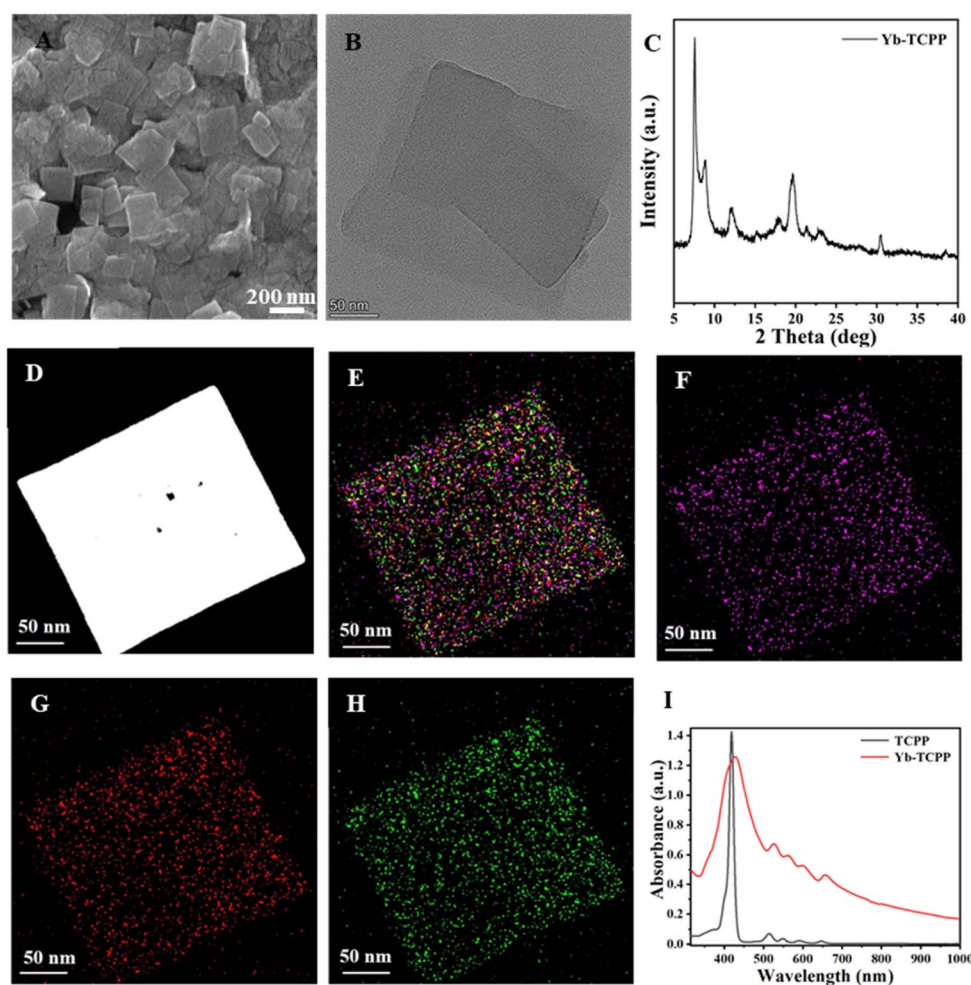 A
200 nm
B
50 nm
C
Yb-TCPP
Intensity (a.u.)
5 10 15 20 25 30 35 40
2 Theta (deg)
D
50 nm
E
50 nm
F
50 nm
G
50 nm
H
50 nm
I
TCPP
Yb-TCPP
Absorbance (a.u.)
1.4
1.2
1.0
0.8
0.6
0.4
0.2
0.0
400 500 600 700 800 900 1000
Wavelength (nm)